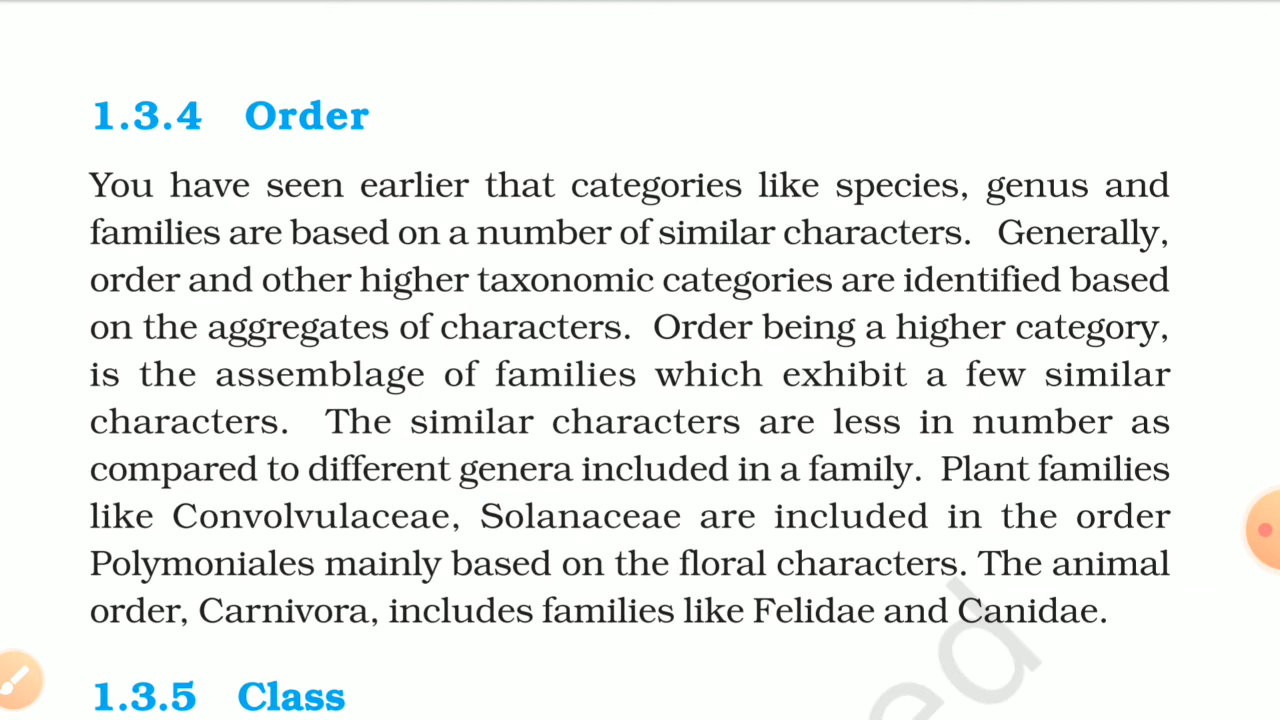 1.3.4 Order
You have seen earlier that categories like species, genus and
families are based on a number of similar characters. Generally,
order and other higher taxonomic categories are identified based
on the aggregates of characters. Order being a higher category,
is the assemblage of families which exhibit a few similar
characters. The similar characters are less in number as
compared to different genera included in a family. Plant families
like Convolvulaceae, Solanaceae are included in the order
Polymoniales mainly based on the floral characters. The animal
order, Carnivora, includes families like Felidae and Canidae.
1.3.5 Class
ed